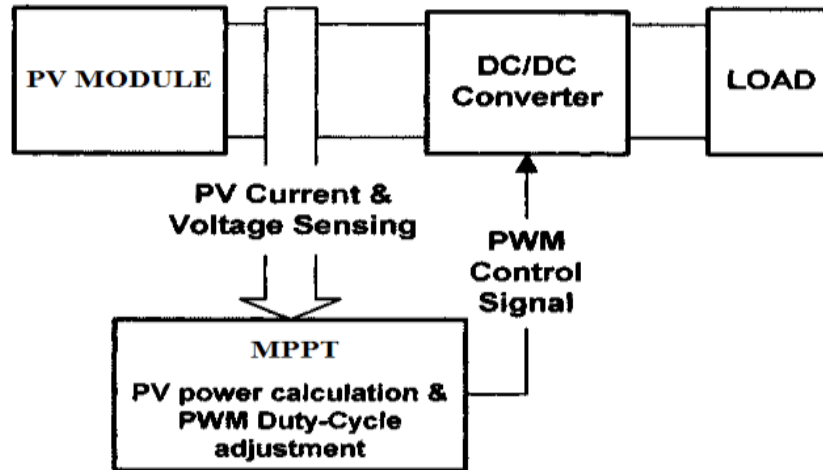 PV MODULE
DC/DC
Converter
LOAD
PV Current &
Voltage Sensing
PWM
Control
Signal
MPPT
PV power calculation &
PWM Duty-Cycle
adjustment